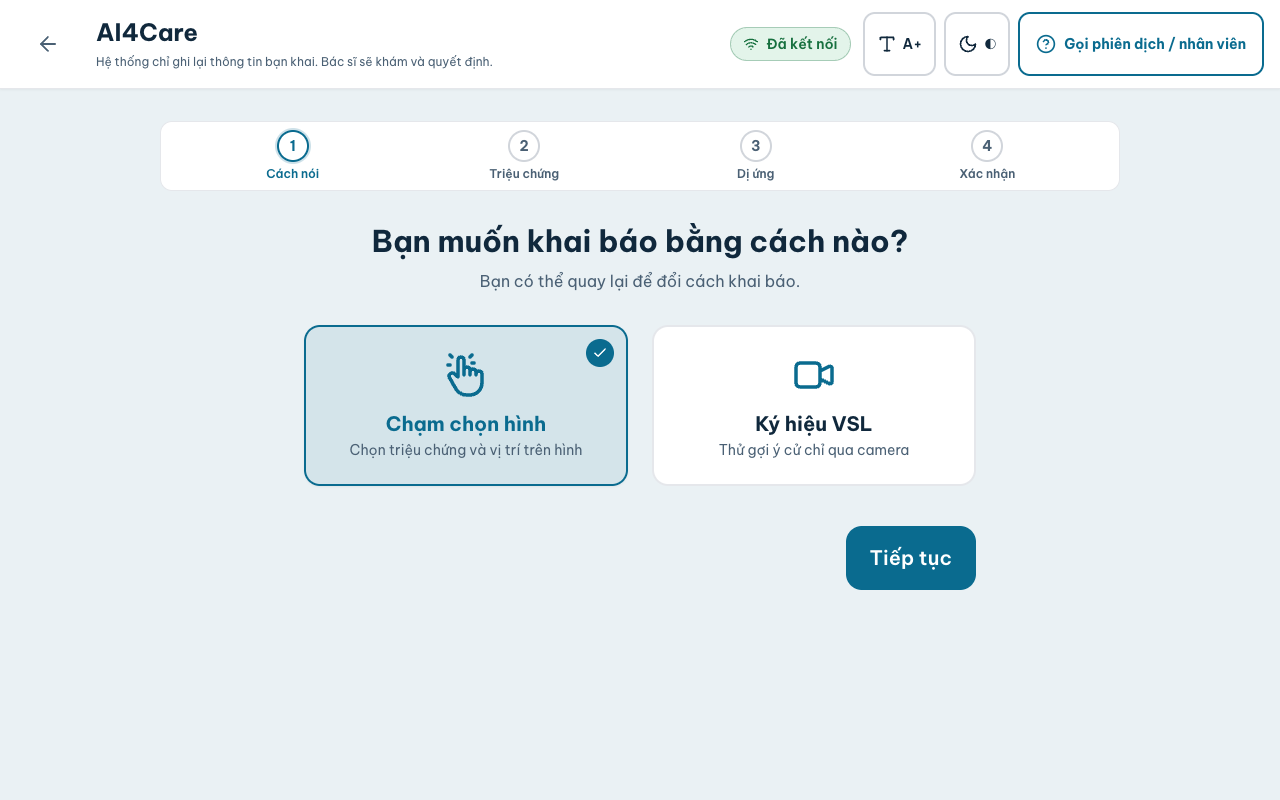 AI4Care
Hệ thống chỉ ghi lại thông tin bạn khai. Bác sĩ sẽ khám và quyết định.
Đã kết nối
A+
Gọi phiên dịch / nhân viên
1
Cách nói
2
Triệu chứng
3
Dị ứng
4
Xác nhận
Bạn muốn khai báo bằng cách nào?
Bạn có thể quay lại để đổi cách khai báo.
Chạm chọn hình
Chọn triệu chứng và vị trí trên hình
Ký hiệu VSL
Thử gợi ý cử chỉ qua camera
Tiếp tục